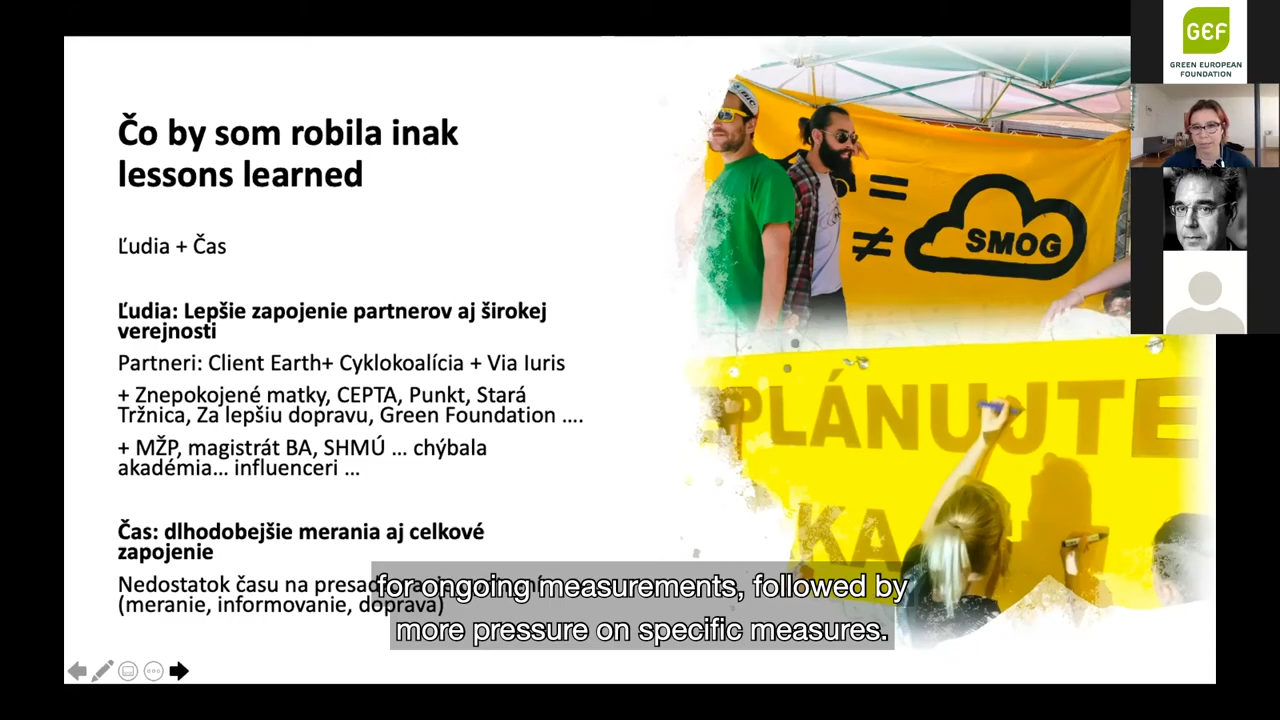 Čo by som robila inak
lessons learned
Ľudia + Čas
Ľudia: Lepšie zapojenie partnerov aj širokej
verejnosti
Partneri: Client Earth+ Cyklokoalícia + Via Iuris
+ Znepokojené matky, CEPTA, Punkt, Stará
Tržnica, Za lepšiu dopravu, Green Foundation ....
+ MŽP, magistrát BA, SHMÚ ... chýbala
akadémia... influenceri ...
Čas: dlhodobejšie merania aj celkové
zapojenie
Nedostatok času na
(meranie, informovanie, doprava)
for ongoing measurements, followed by
more pressure on specific measures.
=
≠ SMOG
PLÁNUJTE
GEF
GREEN EUROPEAN
FOUNDATION